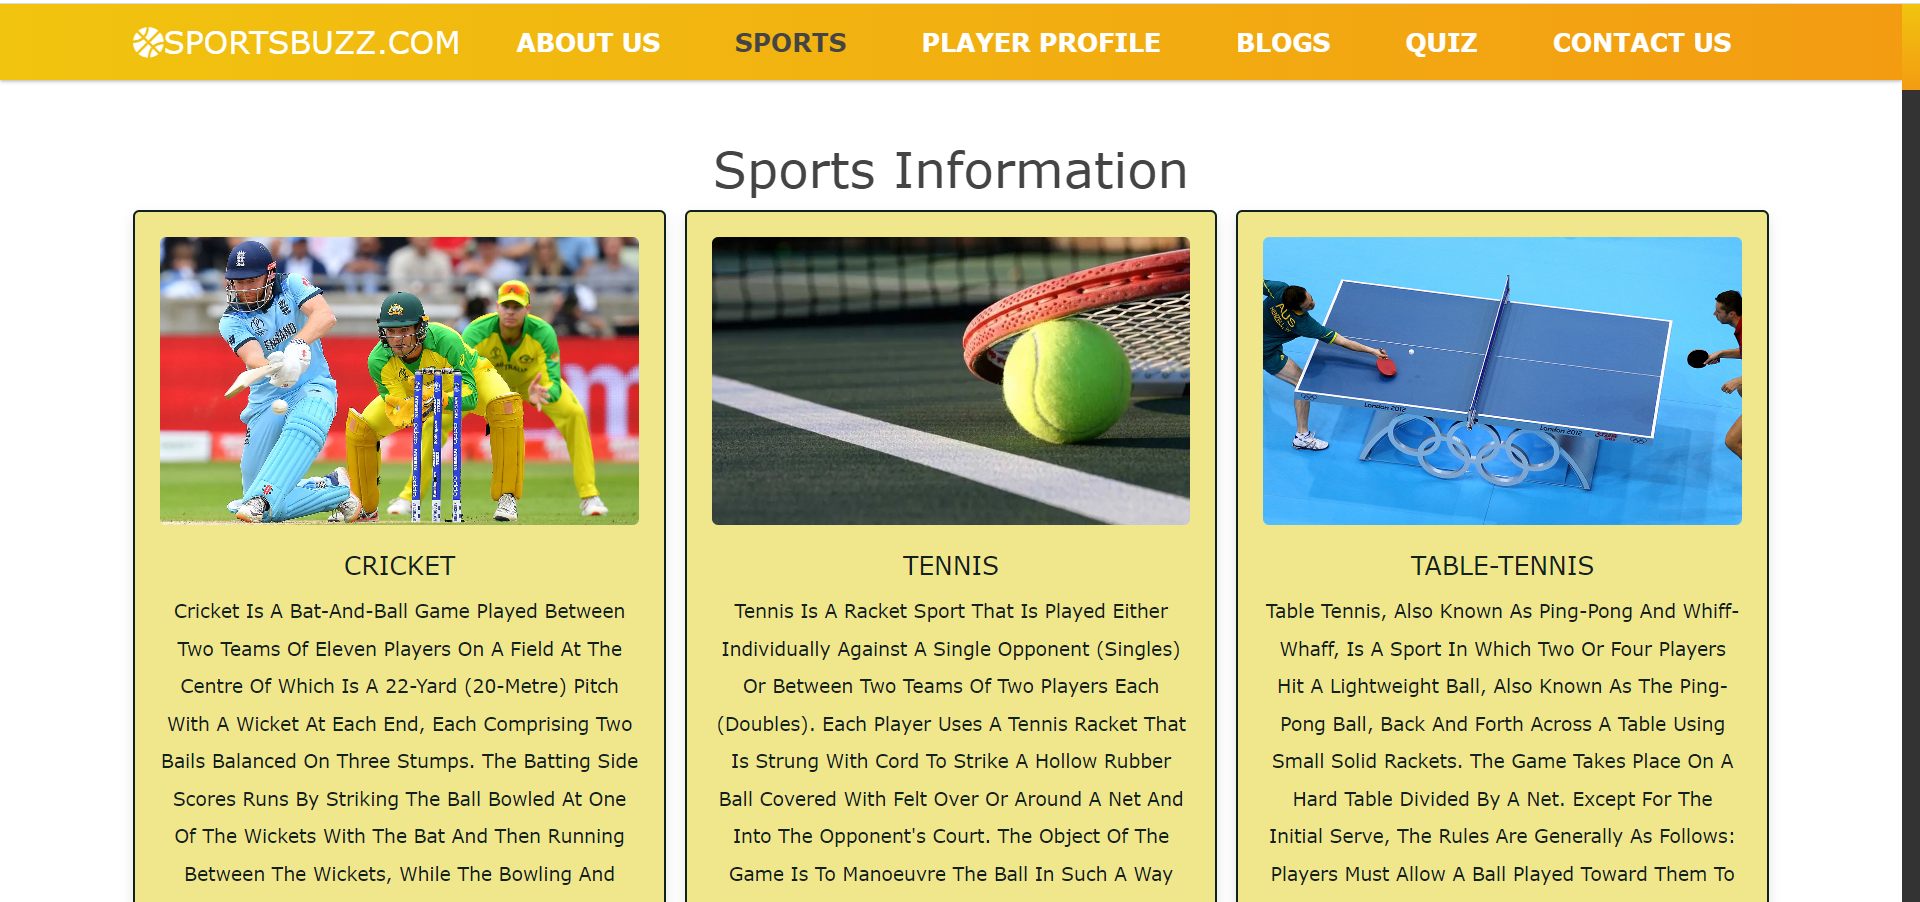 SPORTSBUZZ.COM ABOUT US SPORTS PLAYER PROFILE BLOGS QUIZ CONTACT US
Sports Information
ENGLAND
AUSTRALIA
AUS
London 2012
London 2012
CRICKET
Cricket Is A Bat-And-Ball Game Played Between
Two Teams Of Eleven Players On A Field At The
Centre Of Which Is A 22-Yard (20-Metre) Pitch
With A Wicket At Each End, Each Comprising Two
Bails Balanced On Three Stumps. The Batting Side
Scores Runs By Striking The Ball Bowled At One
Of The Wickets With The Bat And Then Running
Between The Wickets, While The Bowling And
TENNIS
Tennis Is A Racket Sport That Is Played Either
Individually Against A Single Opponent (Singles)
Or Between Two Teams Of Two Players Each
(Doubles). Each Player Uses A Tennis Racket That
Is Strung With Cord To Strike A Hollow Rubber
Ball Covered With Felt Over Or Around A Net And
Into The Opponent's Court. The Object Of The
Game Is To Manoeuvre The Ball In Such A Way
TABLE-TENNIS
Table Tennis, Also Known As Ping-Pong And Whiff-
Whaff, Is A Sport In Which Two Or Four Players
Hit A Lightweight Ball, Also Known As The Ping-
Pong Ball, Back And Forth Across A Table Using
Small Solid Rackets. The Game Takes Place On A
Hard Table Divided By A Net. Except For The
Initial Serve, The Rules Are Generally As Follows:
Players Must Allow A Ball Played Toward Them To